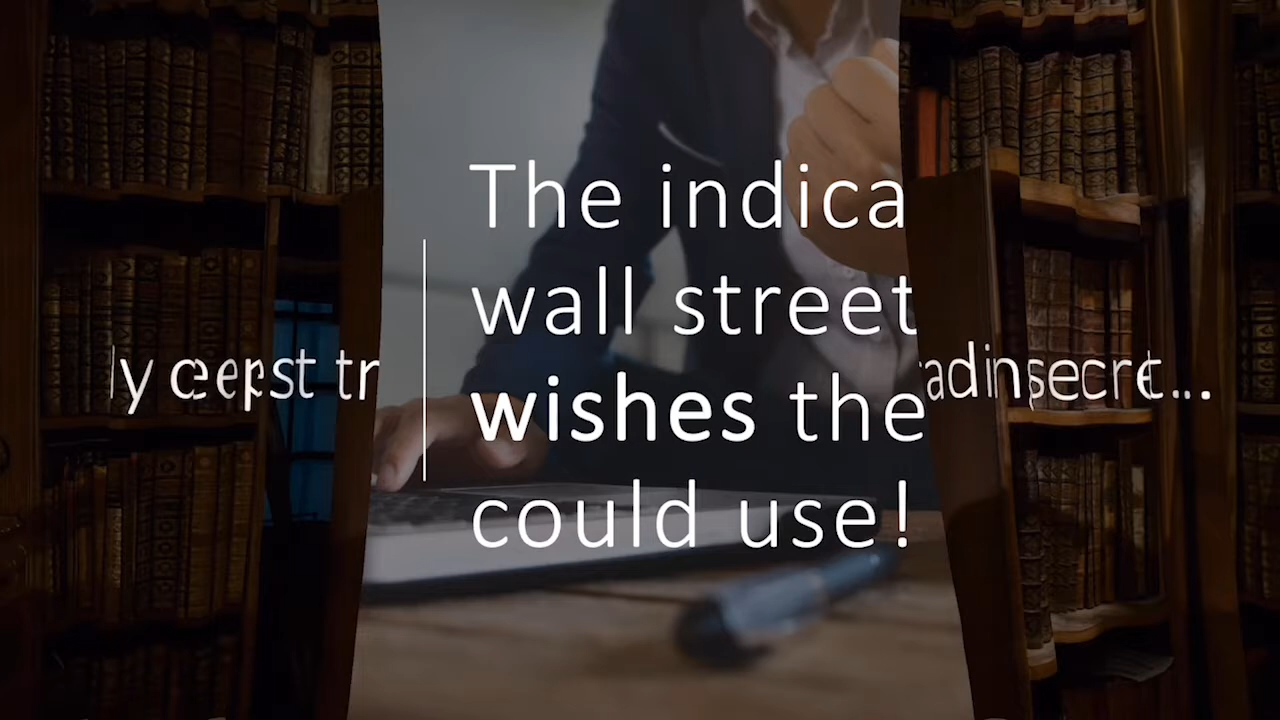 The indica
wall street
wishes the
could use!